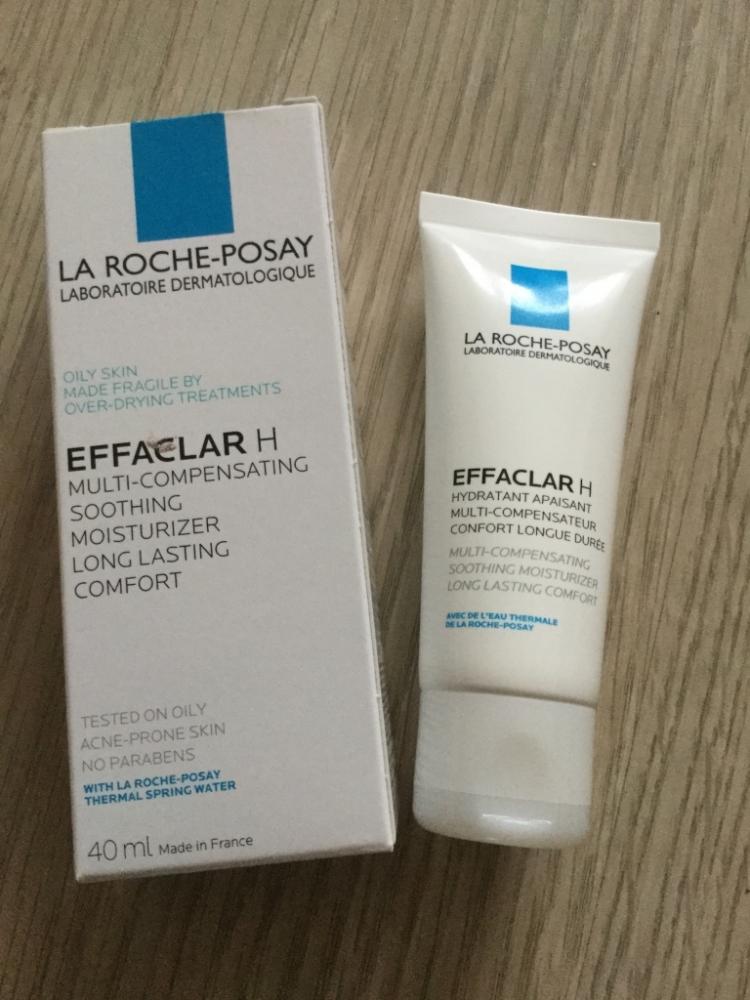 LA ROCHE-POSAY
LABORATOIRE DERMATOLOGIQUE
OILY SKIN
MADE FRAGILE BY
OVER-DRYING TREATMENTS
EFFACLAR H
MULTI-COMPENSATING
SOOTHING
MOISTURIZER
LONG LASTING
COMFORT
TESTED ON OILY
ACNE-PRONE SKIN
NO PARABENS
WITH LA ROCHE-POSAY
THERMAL SPRING WATER
40 ml Made in France
LA ROCHE-POSAY
LABORATOIRE DERMATOLOGIQUE
EFFACLAR H
HYDRATANT APAISANT
MULTI-COMPENSATEUR
CONFORT LONGUE DURÉE
MULTI-COMPENSATING
SOOTHING MOISTURIZER
LONG LASTING COMFORT
AVEC DE L'EAU THERMALE
DE LA ROCHE-POSAY